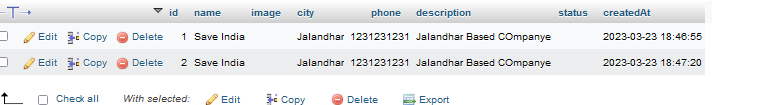 id name image city phone description status createdAt
Edit Copy Delete 1 Save India Jalandhar 1231231231 Jalandhar Based COmpanye 2023-03-23 18:46:55
Edit Copy Delete 2 Save India Jalandhar 1231231231 Jalandhar Based COmpanye 2023-03-23 18:47:20
Check all With selected: Edit Copy Delete Export